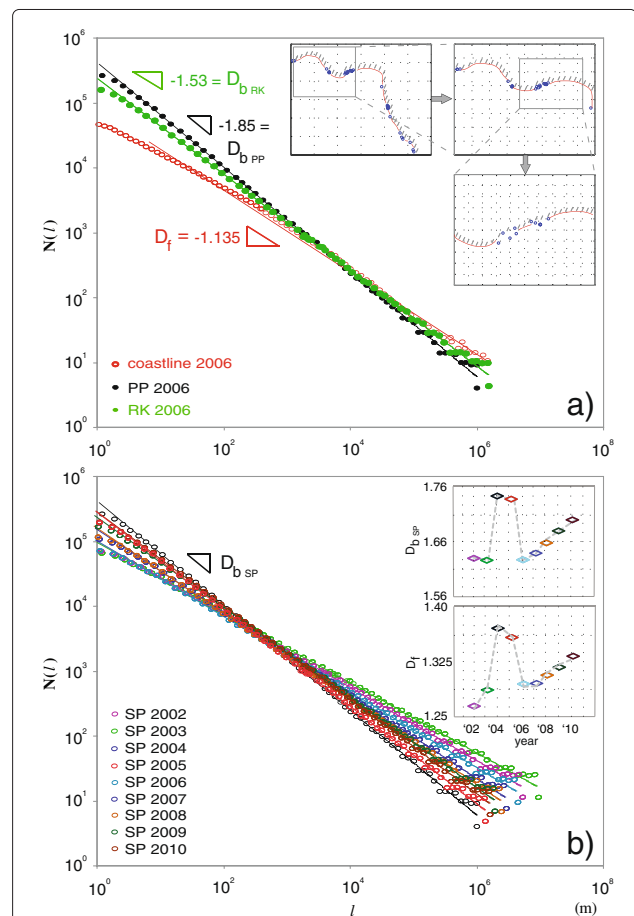 10^6
10^5
10^4
10^3
10^2
10^1
10^0
N(l)
-1.53 = D_b RK
-1.85 =
D_b PP
D_f = -1.135
coastline 2006
PP 2006
RK 2006
a)
10^0 10^2 10^4 10^6 10^8
10^6
10^5
10^4
10^3
10^2
10^1
10^0
N(l)
D_b SP
1.76
1.66
1.56
D_b SP
1.40
1.325
1.25
D_f
'02 '04 '06 '08 '10
year
SP 2002
SP 2003
SP 2004
SP 2005
SP 2006
SP 2007
SP 2008
SP 2009
SP 2010
b)
10^0 10^2 10^4 10^6 10^8
l (m)